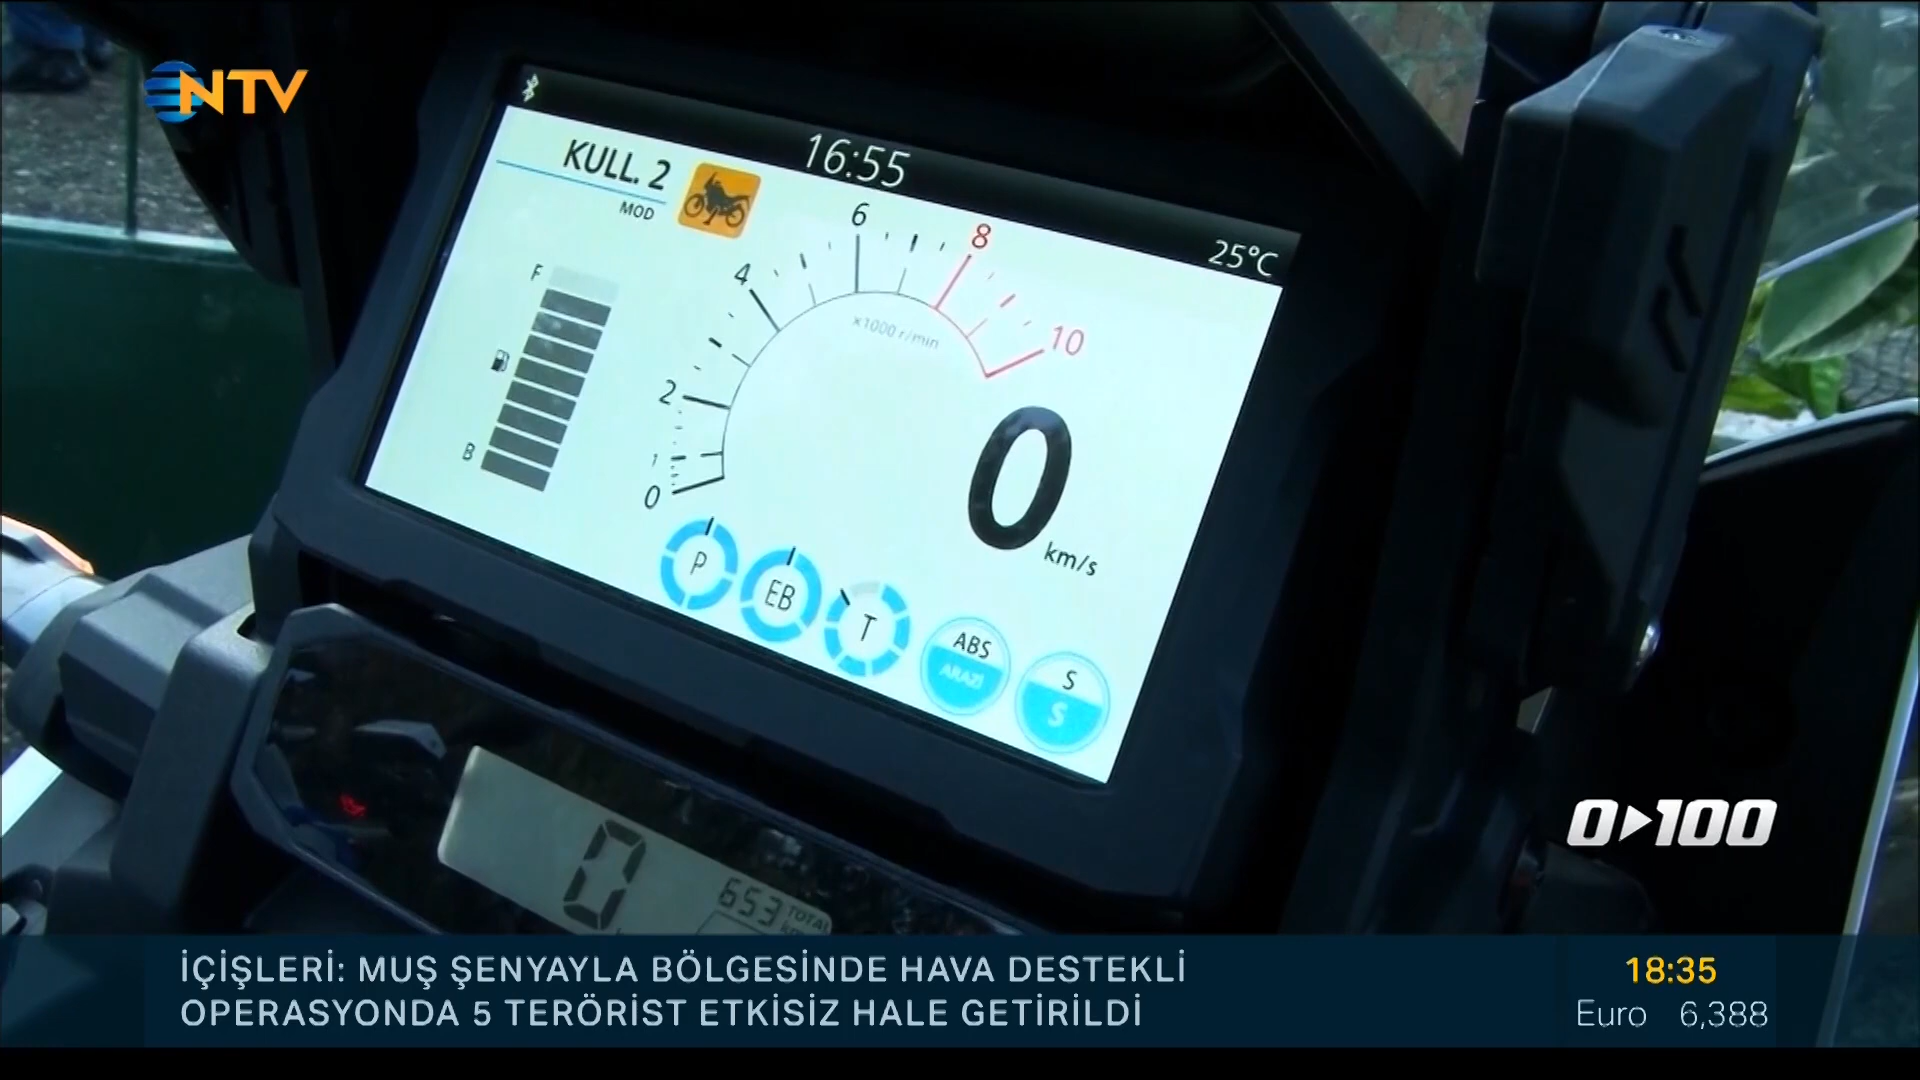 NTV
16:55
25°C
KULL. 2
MOD
F
B
0
1
2
4
6
8
10
x1000 r/min
0
km/s
P
EB
T
ABS
ARAZİ
S
S
0
653
TOTAL
0▶100
İÇİŞLERİ: MUŞ ŞENYAYLA BÖLGESİNDE HAVA DESTEKLİ
OPERASYONDA 5 TERÖRİST ETKİSİZ HALE GETİRİLDİ
18:35
Euro 6,388